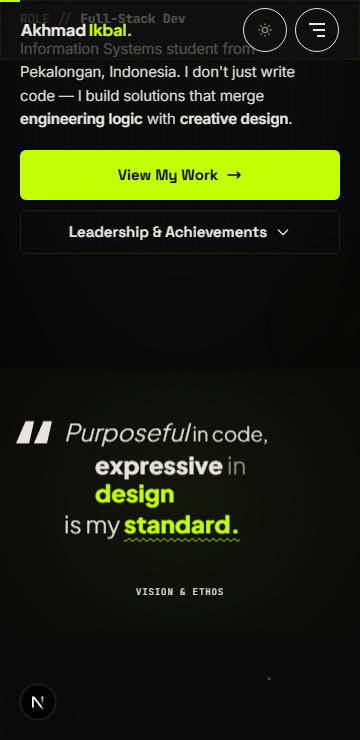 ROLE // Full-Stack Dev
Akhmad Ikbal.
Information Systems student from
Pekalongan, Indonesia. I don't just write
code — I build solutions that merge
engineering logic with creative design.
View My Work →
Leadership & Achievements
" Purposeful in code,
expressive in
design
is my standard.
VISION & ETHOS
N